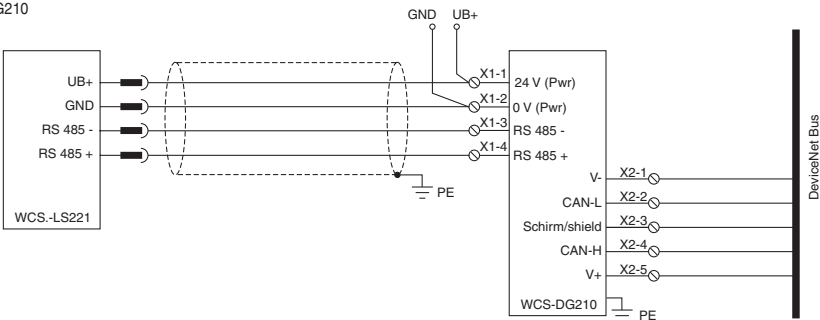 G210
GND UB+
UB+ X1-1 24 V (Pwr)
GND X1-2 0 V (Pwr)
RS 485 - X1-3 RS 485 -
RS 485 + X1-4 RS 485 +
PE
WCS.-LS221
V- X2-1
CAN-L X2-2
Schirm/shield X2-3
CAN-H X2-4
V+ X2-5
WCS-DG210
PE
DeviceNet Bus